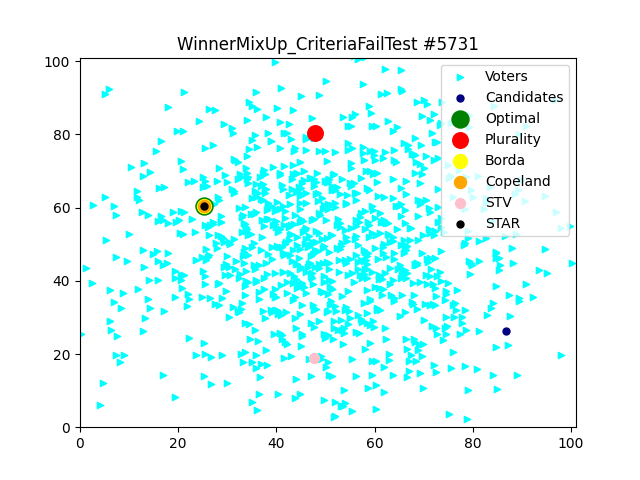 WinnerMixUp_CriteriaFailTest #5731
100
80
60
40
20
0
0 20 40 60 80 100
Voters
Candidates
Optimal
Plurality
Borda
Copeland
STV
STAR